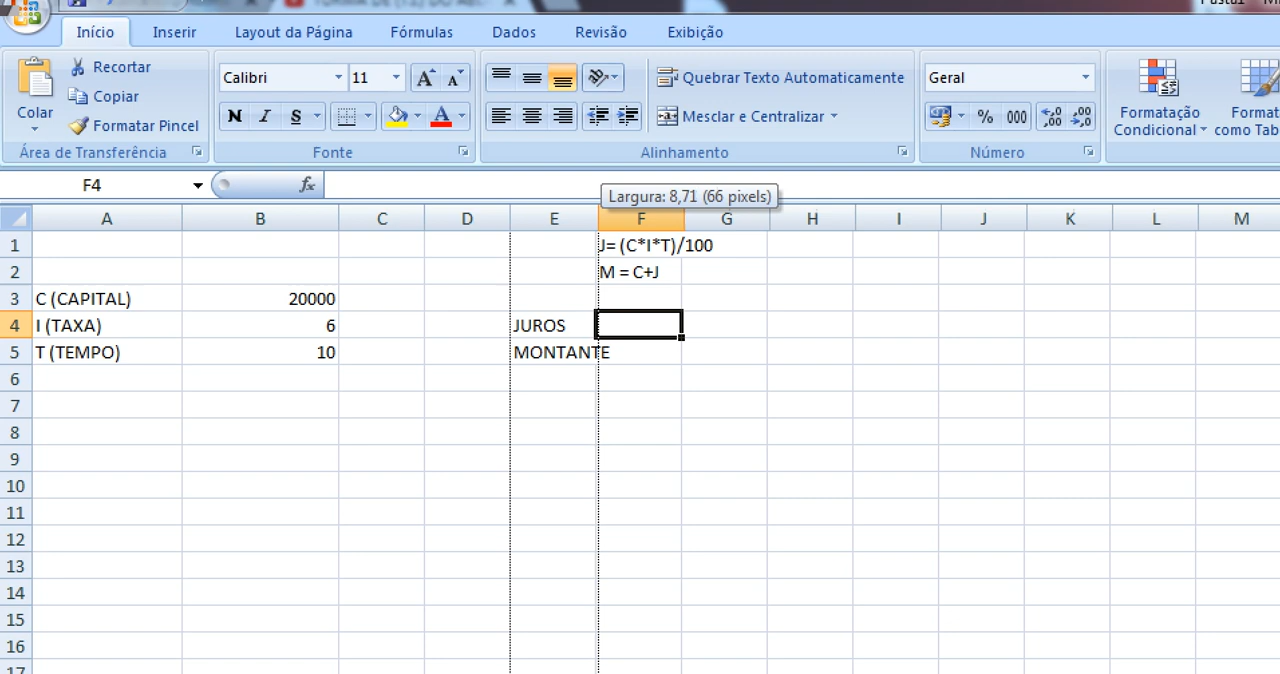 Início Inserir Layout da Página Fórmulas Dados Revisão Exibição
Colar
Recortar
Copiar
Formatar Pincel
Área de Transferência
Calibri 11
N I S
Fonte
Quebrar Texto Automaticamente
Mesclar e Centralizar
Alinhamento
Geral
% 000
Número
Formatação
Condicional
como Tab
F4 fx
Largura: 8,71 (66 pixels)
A B C D E F G H I J K L M
1 J= (C*I*T)/100
2 M = C+J
3 C (CAPITAL) 20000
4 I (TAXA) 6 JUROS
5 T (TEMPO) 10 MONTANTE
6
7
8
9
10
11
12
13
14
15
16
17